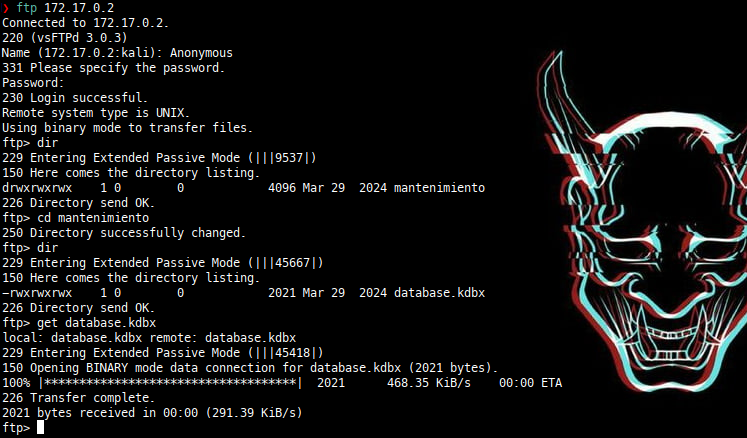 ❯ ftp 172.17.0.2
Connected to 172.17.0.2.
220 (vsFTPd 3.0.3)
Name (172.17.0.2:kali): Anonymous
331 Please specify the password.
Password:
230 Login successful.
Remote system type is UNIX.
Using binary mode to transfer files.
ftp> dir
229 Entering Extended Passive Mode (|||9537|)
150 Here comes the directory listing.
drwxrwxrwx    1 0        0            4096 Mar 29  2024 mantenimiento
226 Directory send OK.
ftp> cd mantenimiento
250 Directory successfully changed.
ftp> dir
229 Entering Extended Passive Mode (|||45667|)
150 Here comes the directory listing.
-rwxrwxrwx    1 0        0            2021 Mar 29  2024 database.kdbx
226 Directory send OK.
ftp> get database.kdbx
local: database.kdbx remote: database.kdbx
229 Entering Extended Passive Mode (|||45418|)
150 Opening BINARY mode data connection for database.kdbx (2021 bytes).
100% |************************************|  2021      468.35 KiB/s    00:00 ETA
226 Transfer complete.
2021 bytes received in 00:00 (291.39 KiB/s)
ftp>